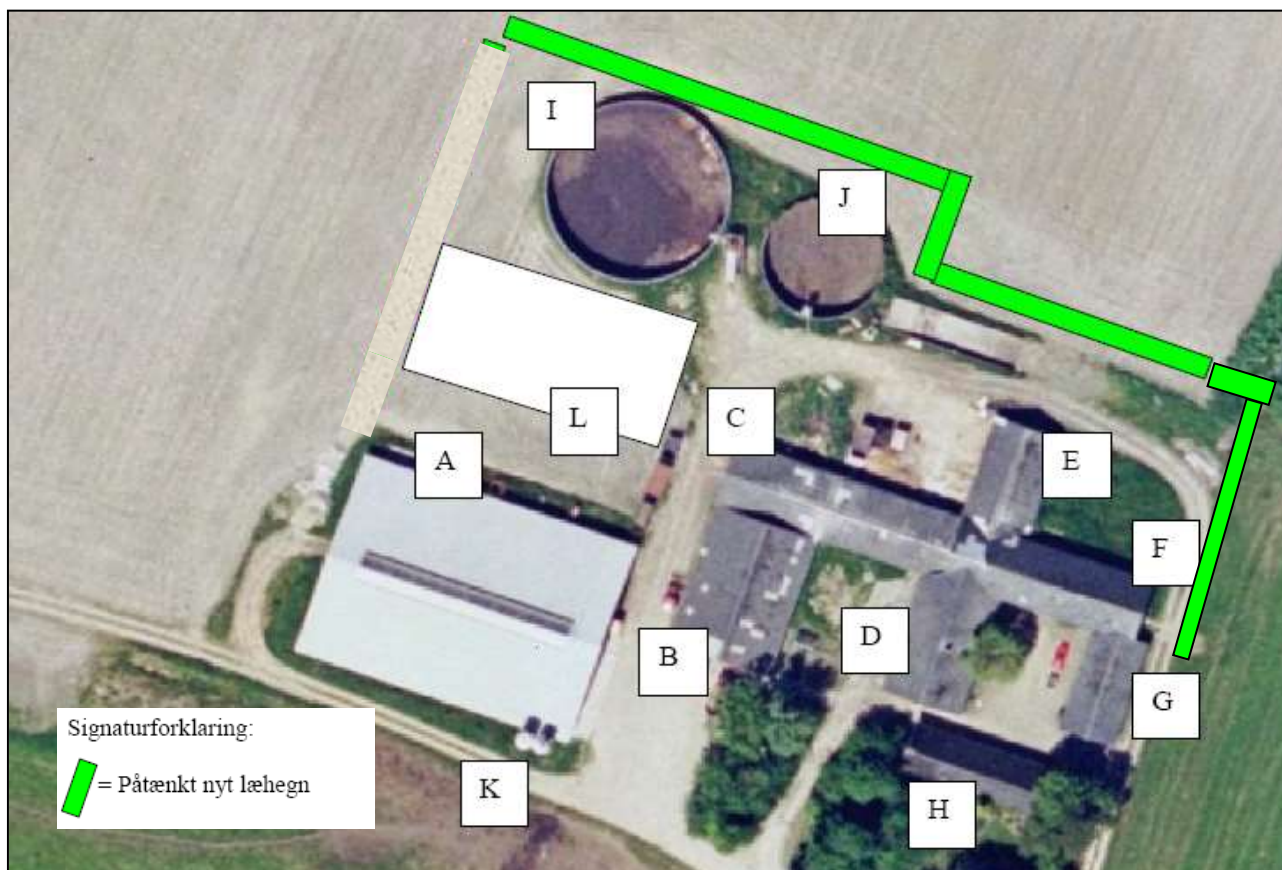 I
J
L
C
A
E
F
D
B
G
Signaturforklaring:
= Påtænkt nyt læhegn
K
H